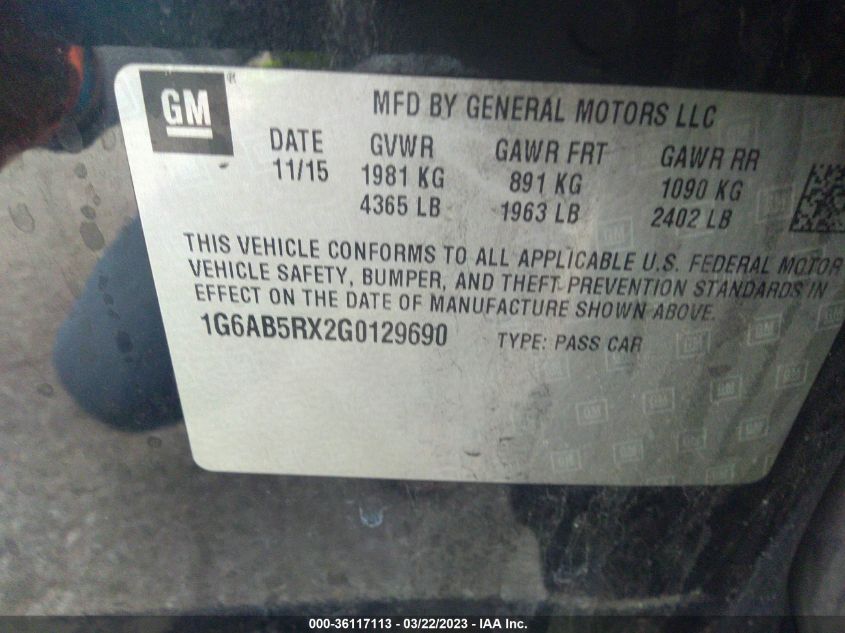 GM ®
MFD BY GENERAL MOTORS LLC
DATE GVWR GAWR FRT GAWR RR
11/15 1981 KG 891 KG 1090 KG
4365 LB 1963 LB 2402 LB
THIS VEHICLE CONFORMS TO ALL APPLICABLE U.S. FEDERAL MOTOR
VEHICLE SAFETY, BUMPER, AND THEFT PREVENTION STANDARDS IN
EFFECT ON THE DATE OF MANUFACTURE SHOWN ABOVE.
1G6AB5RX2G0129690 TYPE: PASS CAR
000-36117113 - 03/22/2023 - IAA Inc.